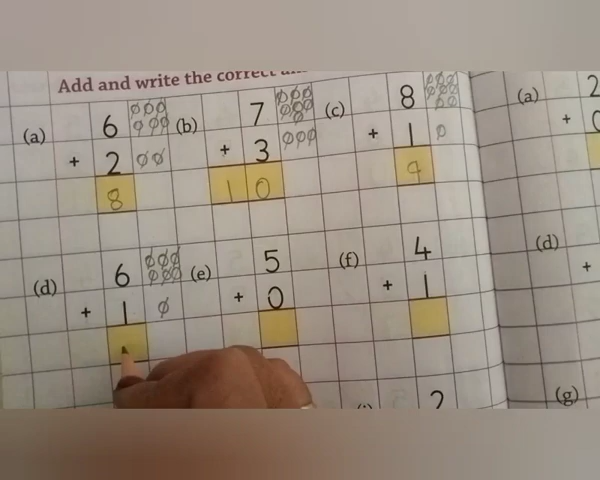 Add and write the correct
(a) 6 (b) 7 (c) 8 (a) 2
+ 2 + 3 + 1 + 0
8 10 9
(d) 6 (e) 5 (f) 4 (d)
+ 1 + 0 + 1 +
2 (g)